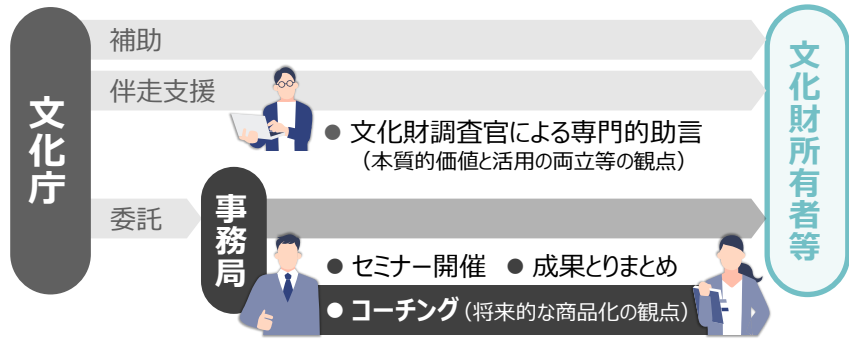 文化庁
補助
伴走支援
● 文化財調査官による専門的助言
（本質的価値と活用の両立等の観点）
委託
事務局
● セミナー開催 ● 成果とりまとめ
● コーチング（将来的な商品化の観点）
文化財所有者等